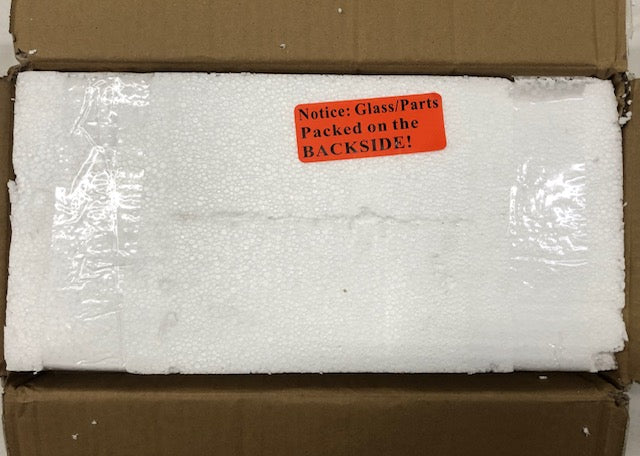 Notice: Glass/Parts
Packed on the
BACKSIDE!